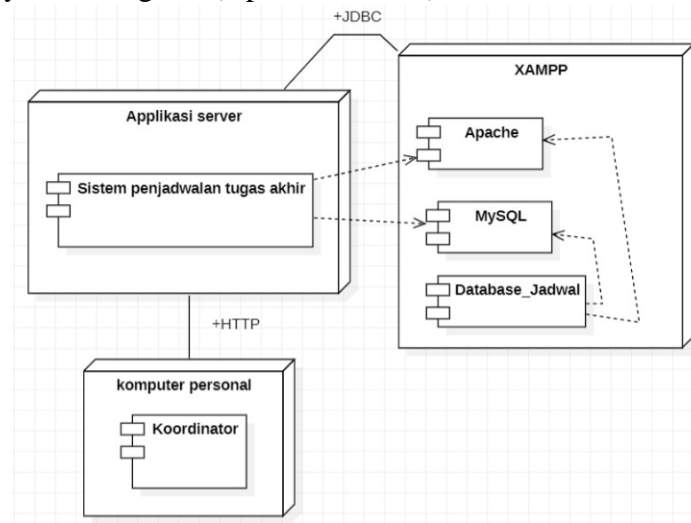 +JDBC
XAMPP
Applikasi server
Apache
Sistem penjadwalan tugas akhir
MySQL
Database_Jadwal
+HTTP
komputer personal
Koordinator